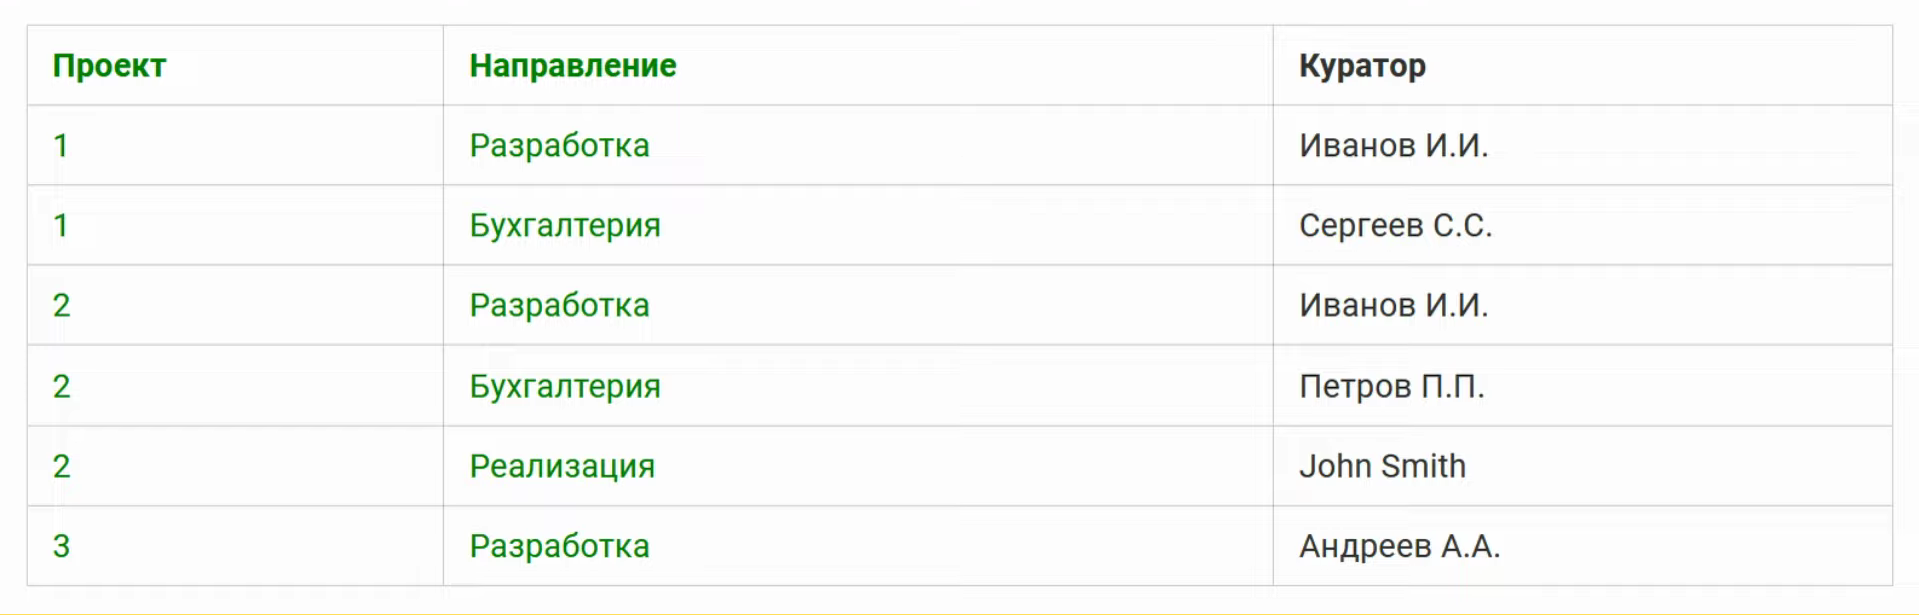 Проект Направление Куратор
1 Разработка Иванов И.И.
1 Бухгалтерия Сергеев С.С.
2 Разработка Иванов И.И.
2 Бухгалтерия Петров П.П.
2 Реализация John Smith
3 Разработка Андреев А.А.